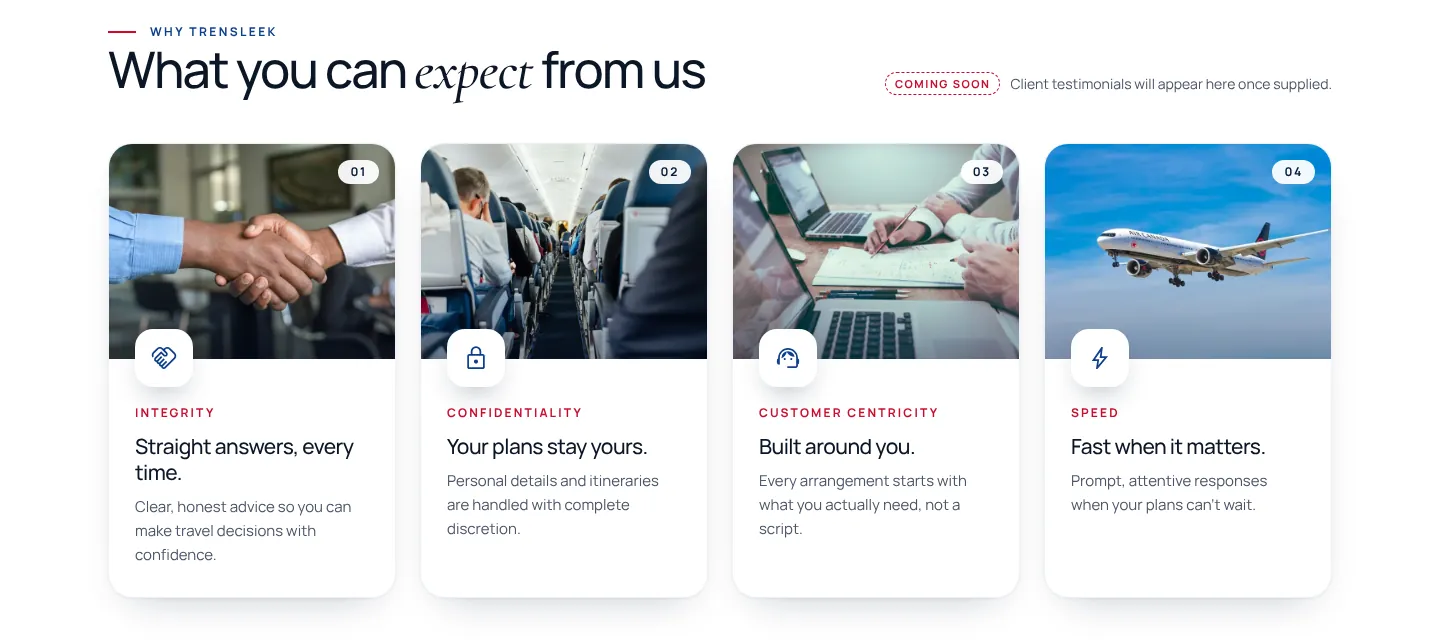 WHY TRENSLEEK
What you can expect from us
COMING SOON Client testimonials will appear here once supplied.
01
02
03
04
AIR CANADA
INTEGRITY
Straight answers, every
time.
Clear, honest advice so you can
make travel decisions with
confidence.
CONFIDENTIALITY
Your plans stay yours.
Personal details and itineraries
are handled with complete
discretion.
CUSTOMER CENTRICITY
Built around you.
Every arrangement starts with
what you actually need, not a
script.
SPEED
Fast when it matters.
Prompt, attentive responses
when your plans can't wait.